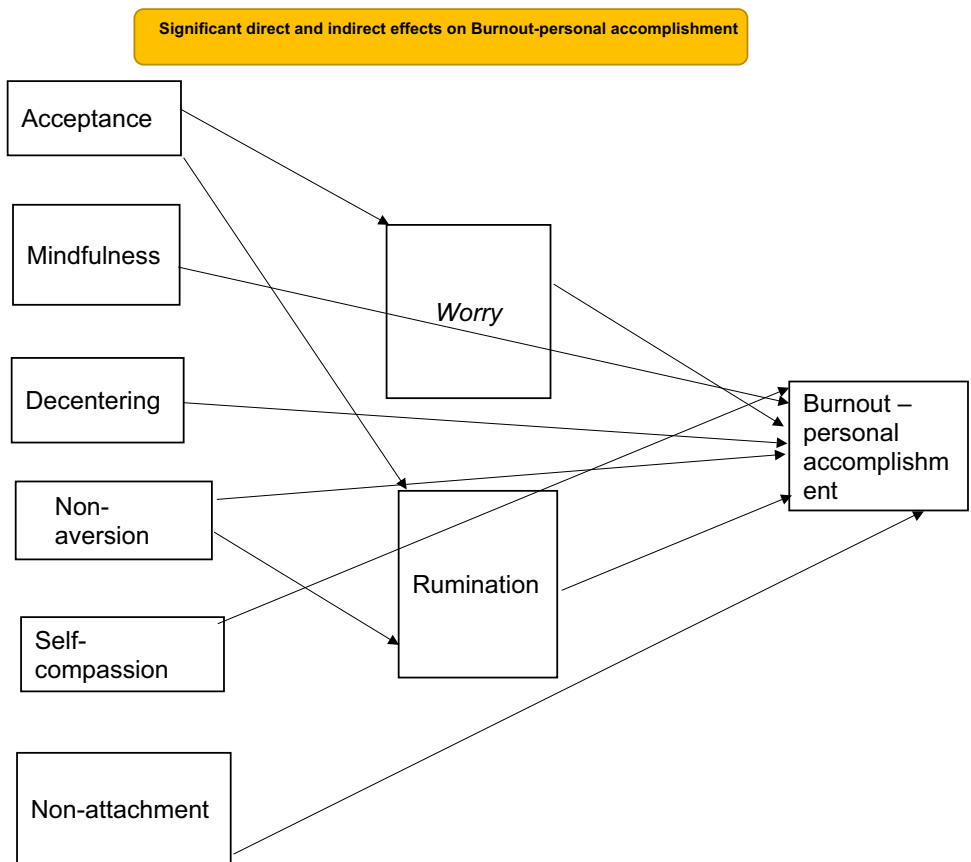 Significant direct and indirect effects on Burnout-personal accomplishment
Acceptance
Mindfulness
Worry
Decentering
Burnout –
personal
accomplishm
ent
Non-
aversion
Rumination
Self-
compassion
Non-attachment